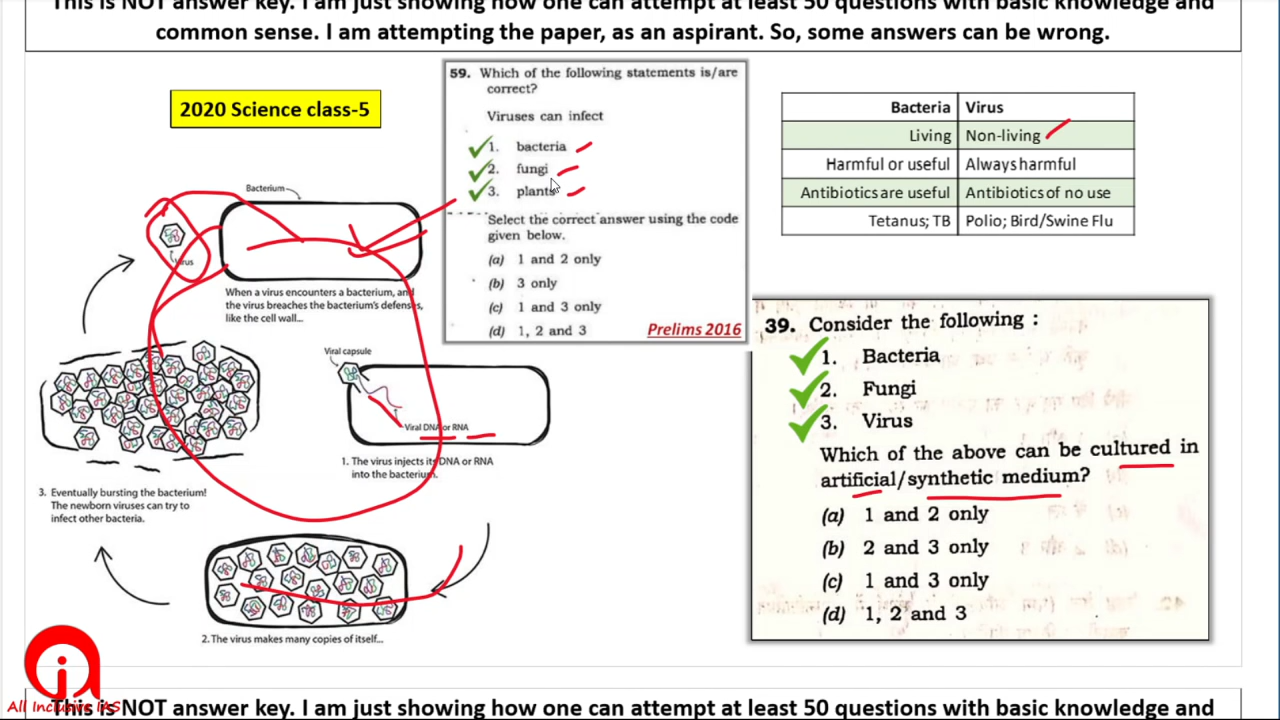 This is NOT answer key. I am just showing how one can attempt at least 50 questions with basic knowledge and
common sense. I am attempting the paper, as an aspirant. So, some answers can be wrong.
2020 Science class-5
59. Which of the following statements is/are
correct?
Viruses can infect
1. bacteria
2. fungi
3. plants
Select the correct answer using the code
given below.
(a) 1 and 2 only
(b) 3 only
(c) 1 and 3 only
(d) 1, 2 and 3
Prelims 2016
Bacteria Virus
Living Non-living
Harmful or useful Always harmful
Antibiotics are useful Antibiotics of no use
Tetanus; TB Polio; Bird/Swine Flu
Bacterium
Virus
When a virus encounters a bacterium, and
the virus breaches the bacterium's defenses,
like the cell wall...
Viral capsule
Viral DNA or RNA
1. The virus injects its DNA or RNA
into the bacterium.
3. Eventually bursting the bacterium!
The newborn viruses can try to
infect other bacteria.
2. The virus makes many copies of itself...
39. Consider the following :
1. Bacteria
2. Fungi
3. Virus
Which of the above can be cultured in
artificial/synthetic medium?
(a) 1 and 2 only
(b) 2 and 3 only
(c) 1 and 3 only
(d) 1, 2 and 3
All Inclusive IAS
This is NOT answer key. I am just showing how one can attempt at least 50 questions with basic knowledge and